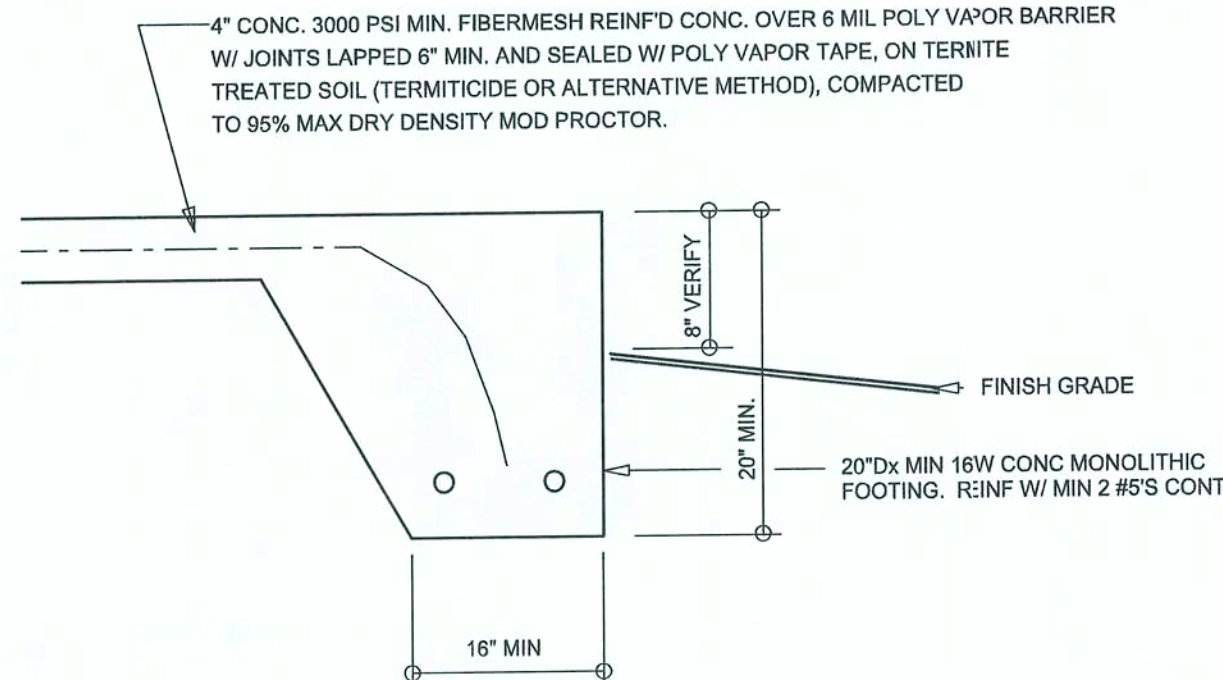 4" CONC. 3000 PSI MIN. FIBERMESH REINF'D CONC. OVER 6 MIL POLY VAPOR BARRIER
W/ JOINTS LAPPED 6" MIN. AND SEALED W/ POLY VAPOR TAPE, ON TERMITE
TREATED SOIL (TERMITICIDE OR ALTERNATIVE METHOD), COMPACTED
TO 95% MAX DRY DENSITY MOD PROCTOR.
8" VERIFY
FINISH GRADE
20" MIN.
20"Dx MIN 16W CONC MONOLITHIC
FOOTING. REINF W/ MIN 2 #5'S CONT
16" MIN